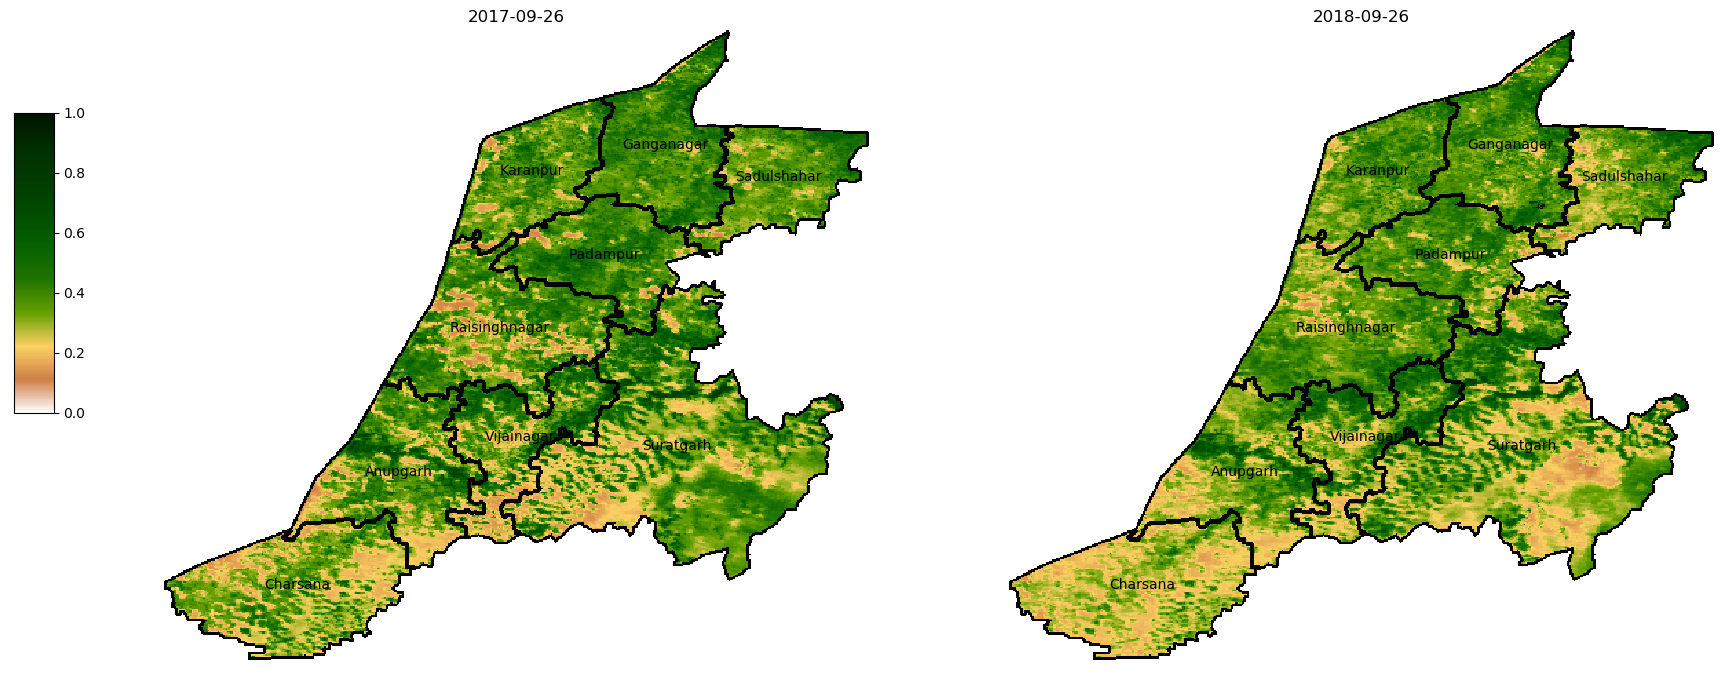 2017-09-26
2018-09-26
1.0
0.8
0.6
0.4
0.2
0.0
Ganganagar
Karanpur
Sadulshahar
Padampur
Raisinghnagar
Vijainagar
Suratgarh
Anupgarh
Charsana
Ganganagar
Karanpur
Sadulshahar
Padampur
Raisinghnagar
Vijainagar
Suratgarh
Anupgarh
Charsana